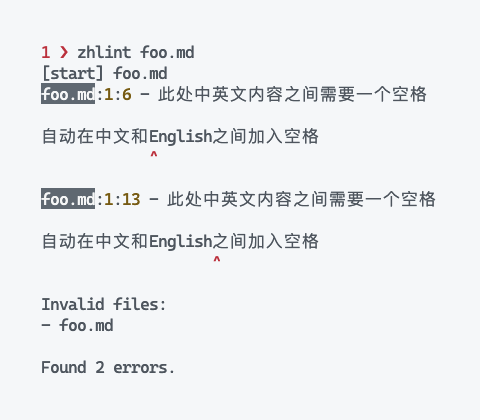 1 ❯ zhlint foo.md
[start] foo.md
foo.md:1:6 - 此处中英文内容之间需要一个空格
自动在中文和English之间加入空格
^
foo.md:1:13 - 此处中英文内容之间需要一个空格
自动在中文和English之间加入空格
^
Invalid files:
- foo.md
Found 2 errors.